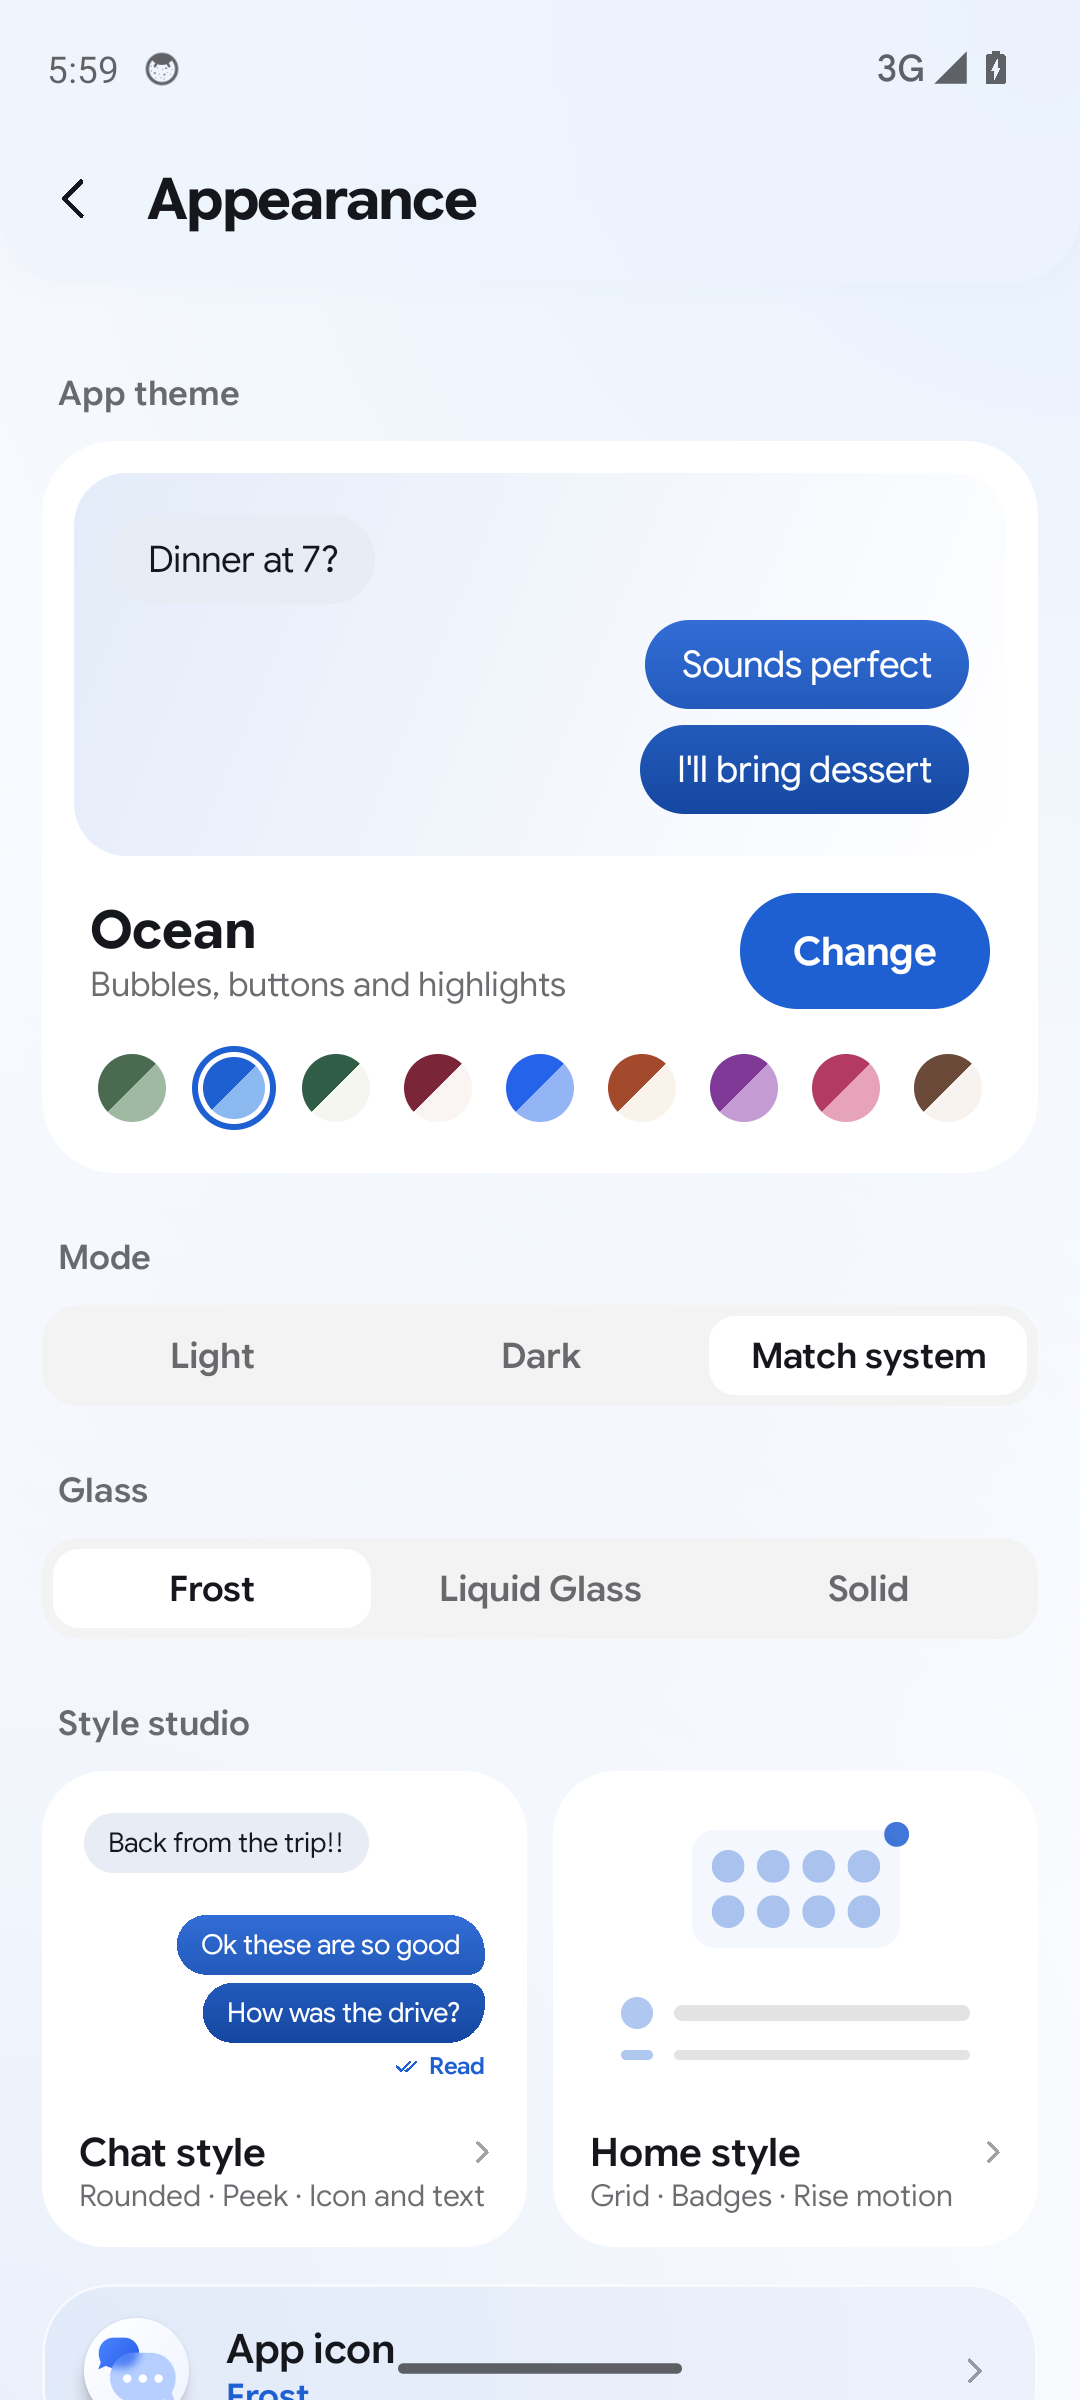 5:59
3G
Appearance
App theme
Dinner at 7?
Sounds perfect
I'll bring dessert
Ocean
Bubbles, buttons and highlights
Change
Mode
Light
Dark
Match system
Glass
Frost
Liquid Glass
Solid
Style studio
Back from the trip!!
Ok these are so good
How was the drive?
Read
Chat style
Rounded · Peek · Icon and text
Home style
Grid · Badges · Rise motion
App icon
Frost